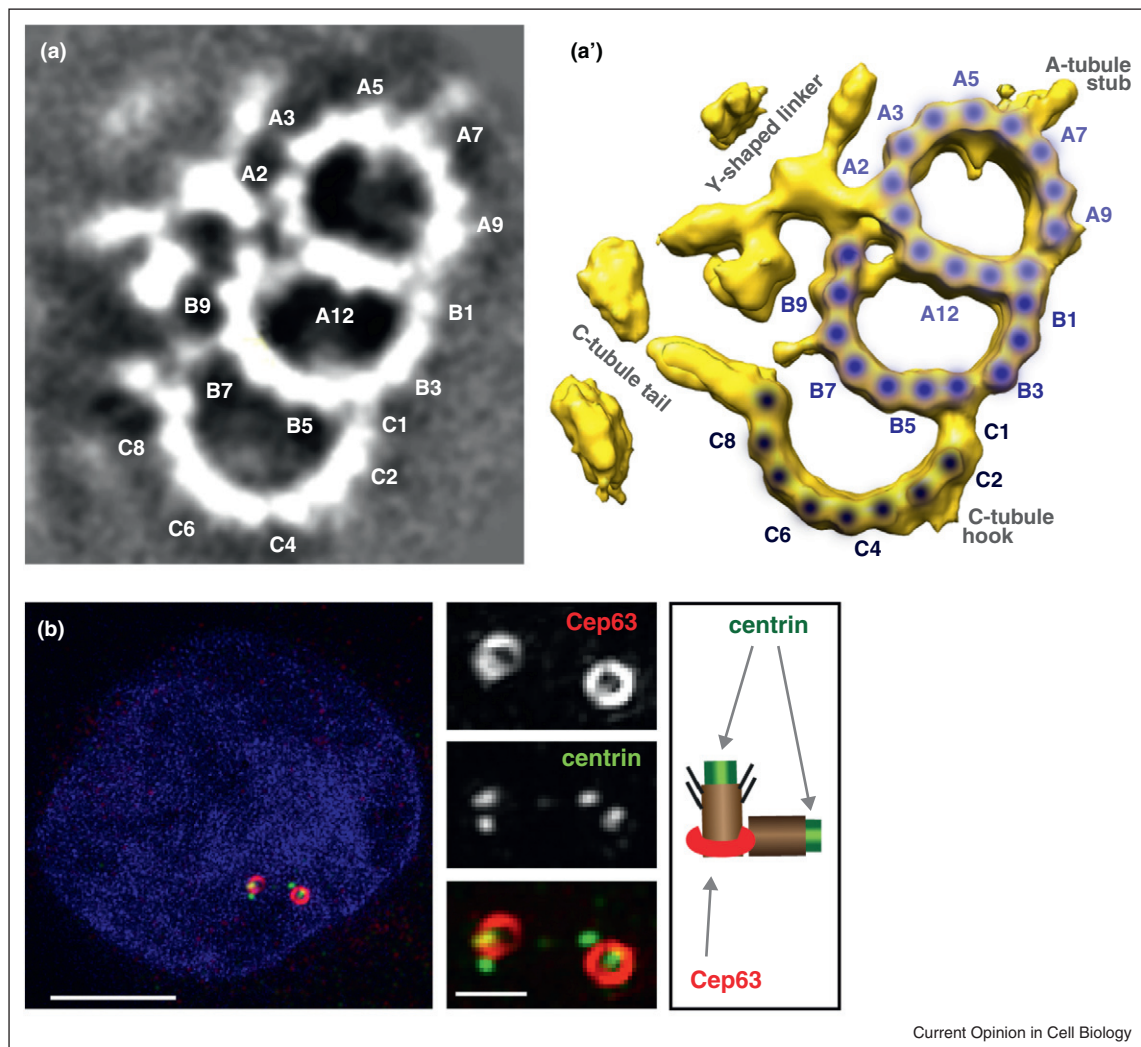 (a)
A5
A3
A7
A2
A9
B9
A12
B1
B7
B3
B5
C1
C8
C2
C6
C4
(a')
A-tubule
stub
A5
A3
A7
Y-shaped linker
A2
A9
B9
A12
B1
C-tubule tail
B3
B7
B5
C1
C8
C2
C-tubule
hook
C6
C4
(b)
Cep63
centrin
centrin
Cep63
Current Opinion in Cell Biology